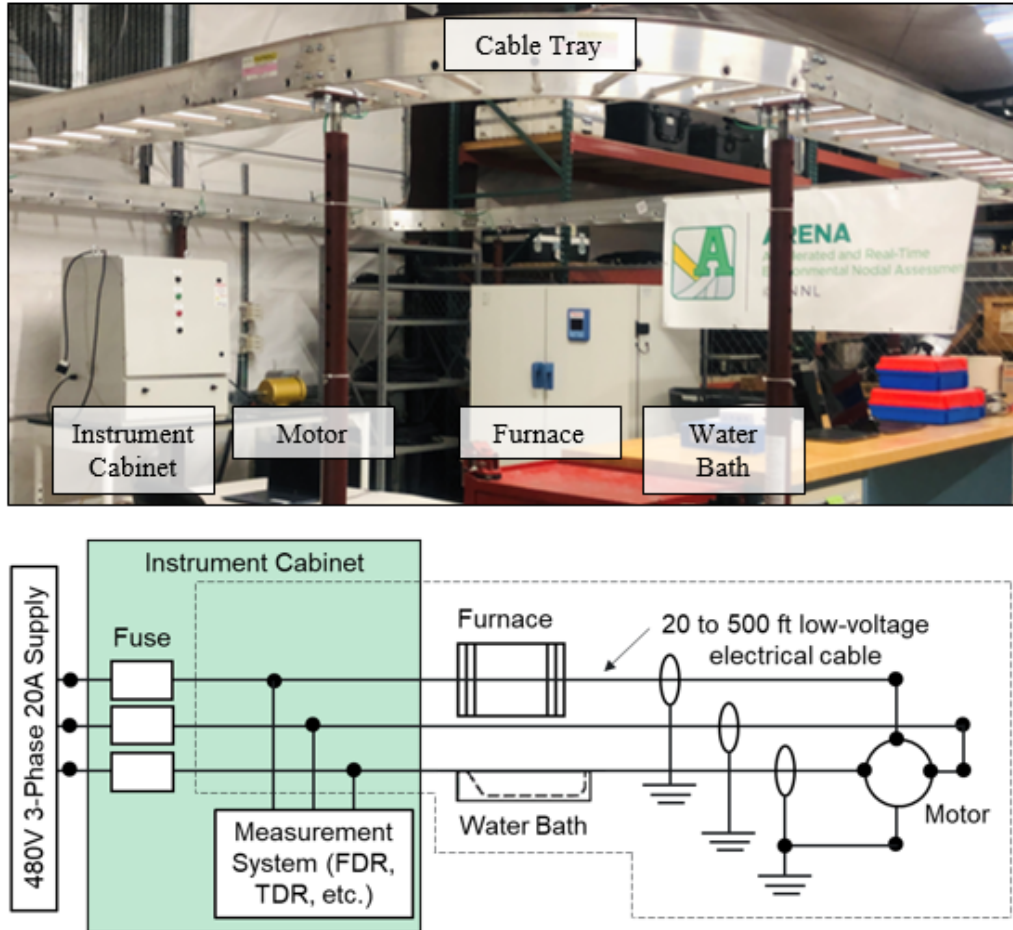 Cable Tray
ARENA
Accelerated and Real-Time
Environmental Nodal Assessment
Instrument
Cabinet
Motor
Furnace
Water
Bath
Instrument Cabinet
480V 3-Phase 20A Supply
Fuse
Furnace
20 to 500 ft low-voltage
electrical cable
Measurement
System (FDR,
TDR, etc.)
Water Bath
Motor